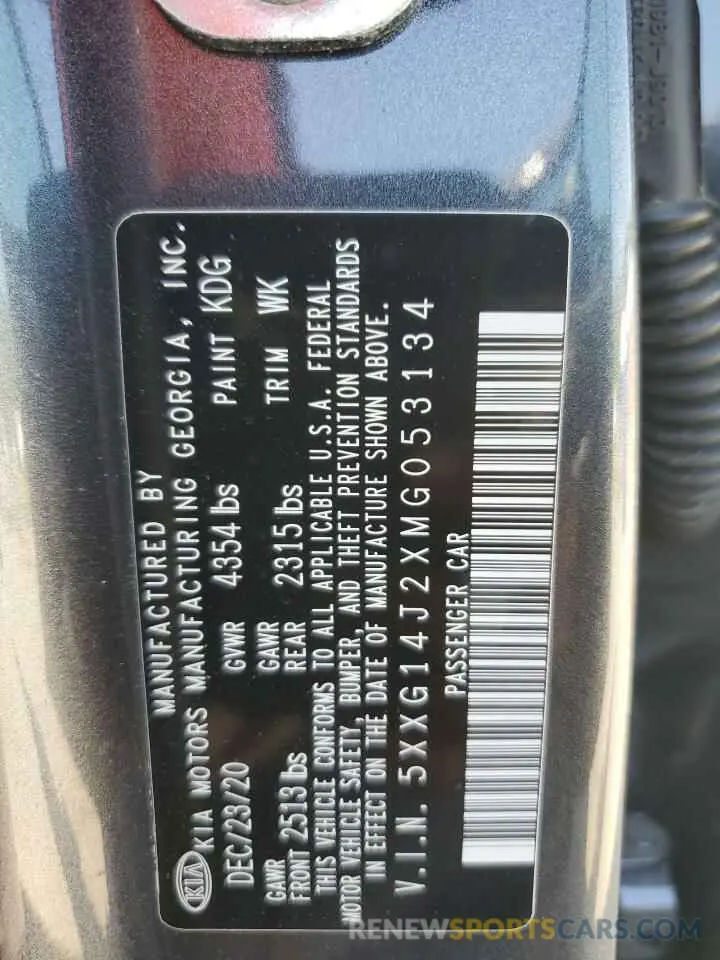 MANUFACTURED BY
KIA KIA MOTORS MANUFACTURING GEORGIA, INC.
DEC/23/20 GVWR 4354 lbs PAINT KDG
GAWR FRONT 2513 lbs GAWR REAR 2315 lbs TRIM WK
THIS VEHICLE CONFORMS TO ALL APPLICABLE U.S.A. FEDERAL
MOTOR VEHICLE SAFETY, BUMPER, AND THEFT PREVENTION STANDARDS
IN EFFECT ON THE DATE OF MANUFACTURE SHOWN ABOVE.
V.I.N. 5XXG14J2XMG053134
PASSENGER CAR
RENEWSPORTSCARS.COM